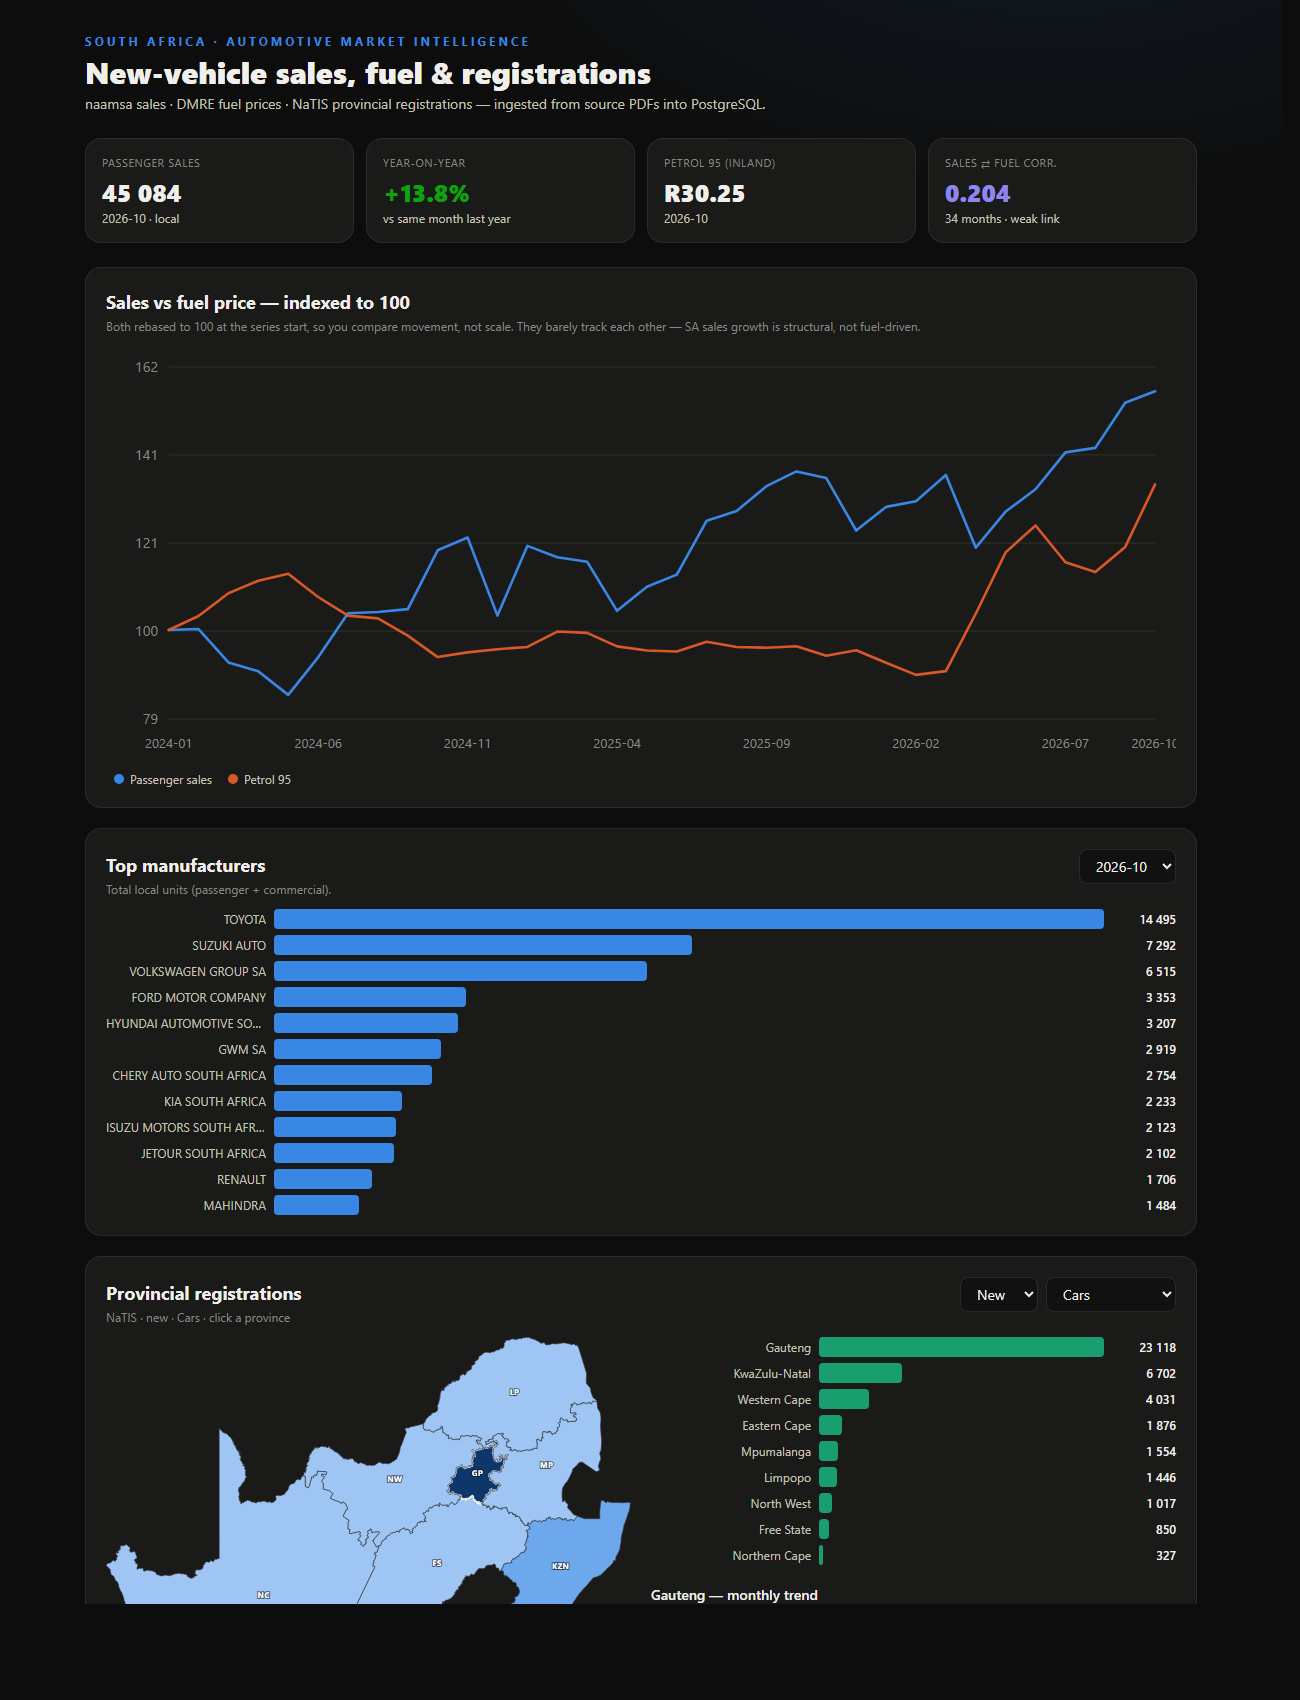 SOUTH AFRICA · AUTOMOTIVE MARKET INTELLIGENCE
New-vehicle sales, fuel & registrations
naamsa sales · DMRE fuel prices · NaTIS provincial registrations — ingested from source PDFs into PostgreSQL.
PASSENGER SALES
45 084
2026-10 · local
YEAR-ON-YEAR
+13.8%
vs same month last year
PETROL 95 (INLAND)
R30.25
2026-10
SALES ⇄ FUEL CORR.
0.204
34 months · weak link
Sales vs fuel price — indexed to 100
Both rebased to 100 at the series start, so you compare movement, not scale. They barely track each other — SA sales growth is structural, not fuel-driven.
162
141
121
100
79
2024-01 2024-06 2024-11 2025-04 2025-09 2026-02 2026-07 2026-10
Passenger sales Petrol 95
Top manufacturers
2026-10
Total local units (passenger + commercial).
TOYOTA 14 495
SUZUKI AUTO 7 292
VOLKSWAGEN GROUP SA 6 515
FORD MOTOR COMPANY 3 353
HYUNDAI AUTOMOTIVE SO... 3 207
GWM SA 2 919
CHERY AUTO SOUTH AFRICA 2 754
KIA SOUTH AFRICA 2 233
ISUZU MOTORS SOUTH AFR... 2 123
JETOUR SOUTH AFRICA 2 102
RENAULT 1 706
MAHINDRA 1 484
Provincial registrations
New Cars
NaTIS · new · Cars · click a province
LP
MP
NW
GP
FS
KZN
NC
Gauteng 23 118
KwaZulu-Natal 6 702
Western Cape 4 031
Eastern Cape 1 876
Mpumalanga 1 554
Limpopo 1 446
North West 1 017
Free State 850
Northern Cape 327
Gauteng — monthly trend